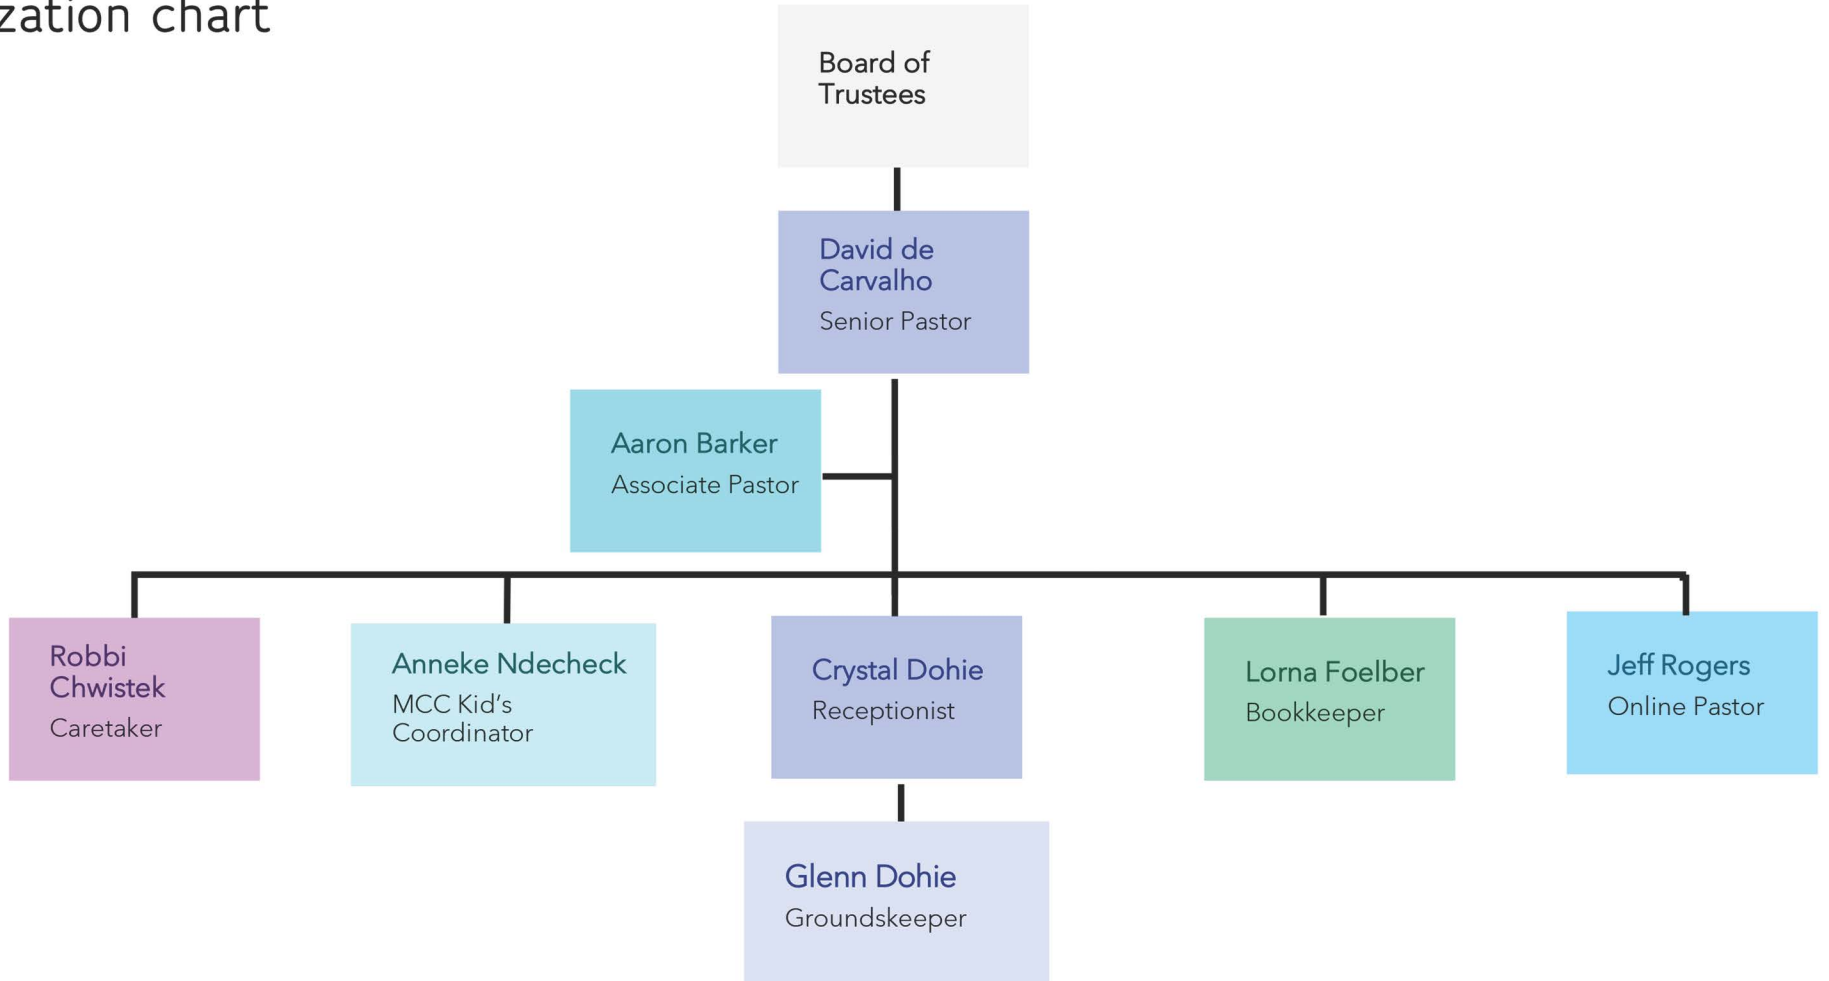 zation chart
Board of
Trustees
David de
Carvalho
Senior Pastor
Aaron Barker
Associate Pastor
Robbi
Chwistek
Caretaker
Anneke Ndecheck
MCC Kid’s
Coordinator
Crystal Dohie
Receptionist
Lorna Foelber
Bookkeeper
Jeff Rogers
Online Pastor
Glenn Dohie
Groundskeeper